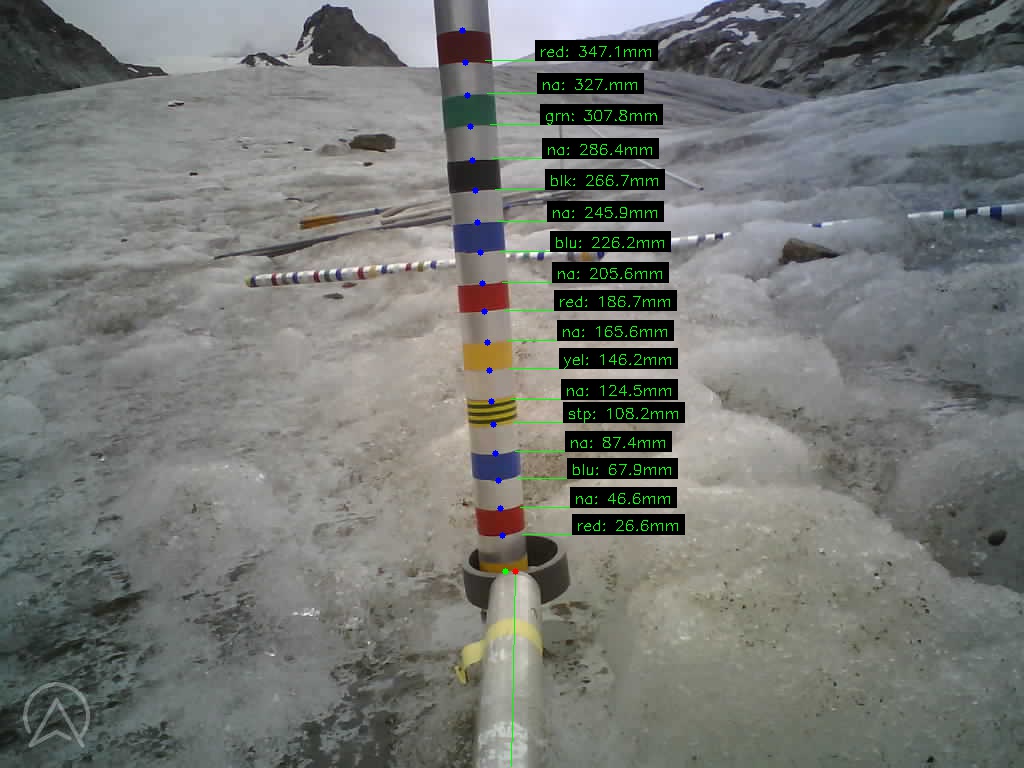 red: 347.1mm
na: 327.mm
grn: 307.8mm
na: 286.4mm
blk: 266.7mm
na: 245.9mm
blu: 226.2mm
na: 205.6mm
red: 186.7mm
na: 165.6mm
yel: 146.2mm
na: 124.5mm
stp: 108.2mm
na: 87.4mm
blu: 67.9mm
na: 46.6mm
red: 26.6mm